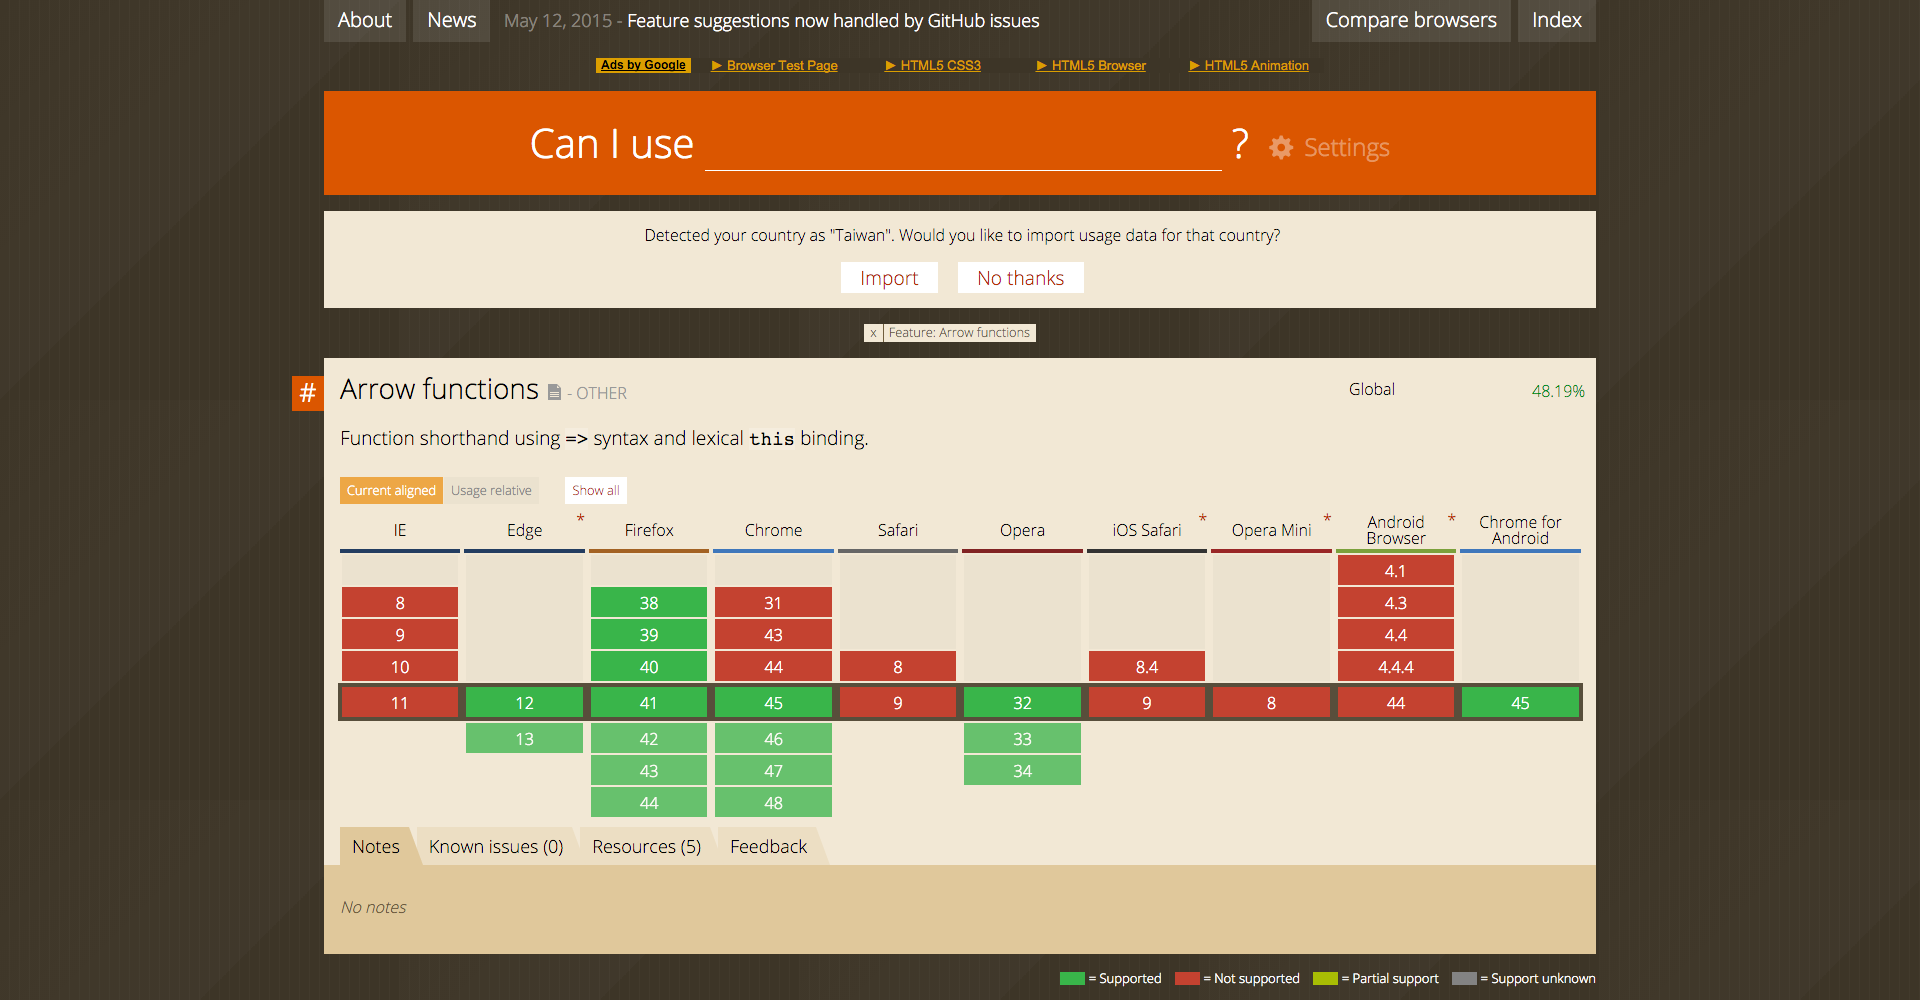 About News May 12, 2015 - Feature suggestions now handled by GitHub issues Compare browsers Index
Ads by Google ▶ Browser Test Page ▶ HTML5 CSS3 ▶ HTML5 Browser ▶ HTML5 Animation
Can I use ? Settings
Detected your country as "Taiwan". Would you like to import usage data for that country?
Import No thanks
x Feature: Arrow functions
# Arrow functions - OTHER Global 48.19%
Function shorthand using => syntax and lexical this binding.
Current aligned Usage relative Show all
IE Edge * Firefox Chrome Safari Opera iOS Safari * Opera Mini * Android Browser * Chrome for Android
4.1
8 38 31 4.3
9 39 43 4.4
10 40 44 8 8.4 4.4.4
11 12 41 45 9 32 9 8 44 45
13 42 46 33
43 47 34
44 48
Notes Known issues (0) Resources (5) Feedback
No notes
= Supported = Not supported = Partial support = Support unknown